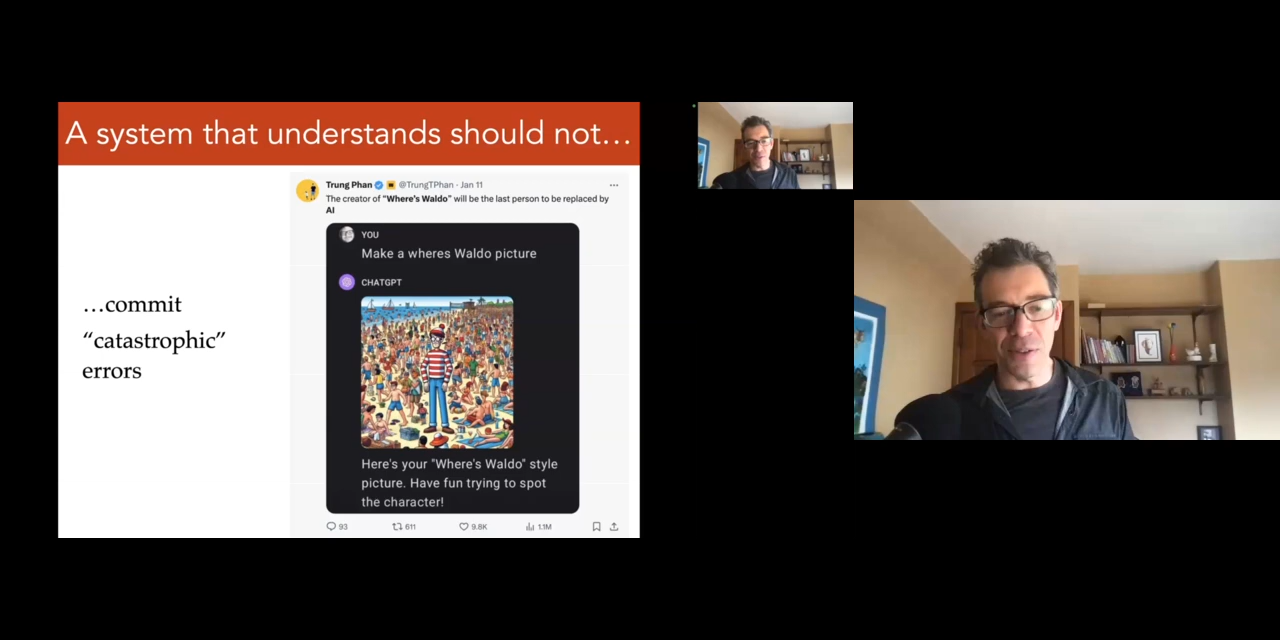 A system that understands should not…
…commit
“catastrophic”
errors
Trung Phan @TrungTPhan · Jan 11
The creator of "Where's Waldo" will be the last person to be replaced by
AI
YOU
Make a wheres Waldo picture
CHATGPT
Here's your "Where's Waldo" style
picture. Have fun trying to spot
the character!
93 611 9.8K 1.1M